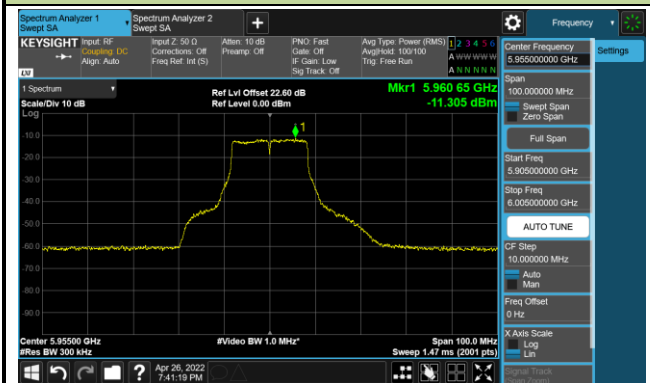 Spectrum Analyzer 1
Swept SA
Spectrum Analyzer 2
Swept SA
+
Frequency
KEYSIGHT
Input: RF
Coupling: DC
Align: Auto
Input Z: 50 Ω
Corrections: Off
Freq Ref: Int (S)
Atten: 10 dB
Preamp: Off
PNO: Fast
Gate: Off
IF Gain: Low
Sig Track: Off
Avg Type: Power (RMS)
Avg|Hold: 100/100
Trig: Free Run
1 2 3 4 5 6
A W W W W W
A N N N N N
LXI
1 Spectrum
Scale/Div 10 dB
Log
Ref Lvl Offset 22.60 dB
Ref Level 0.00 dBm
Mkr1 5.960 65 GHz
-11.305 dBm
1
-10.0
-20.0
-30.0
-40.0
-50.0
-60.0
-70.0
-80.0
-90.0
Center 5.95500 GHz
#Res BW 300 kHz
#Video BW 1.0 MHz*
Span 100.0 MHz
Sweep 1.47 ms (2001 pts)
Center Frequency
5.955000000 GHz
Settings
Span
100.000000 MHz
Swept Span
Zero Span
Full Span
Start Freq
5.905000000 GHz
Stop Freq
6.005000000 GHz
AUTO TUNE
CF Step
10.000000 MHz
Auto
Man
Freq Offset
0 Hz
X Axis Scale
Log
Lin
Signal Track
(Span Zoom)
?
Apr 26, 2022
7:41:19 PM